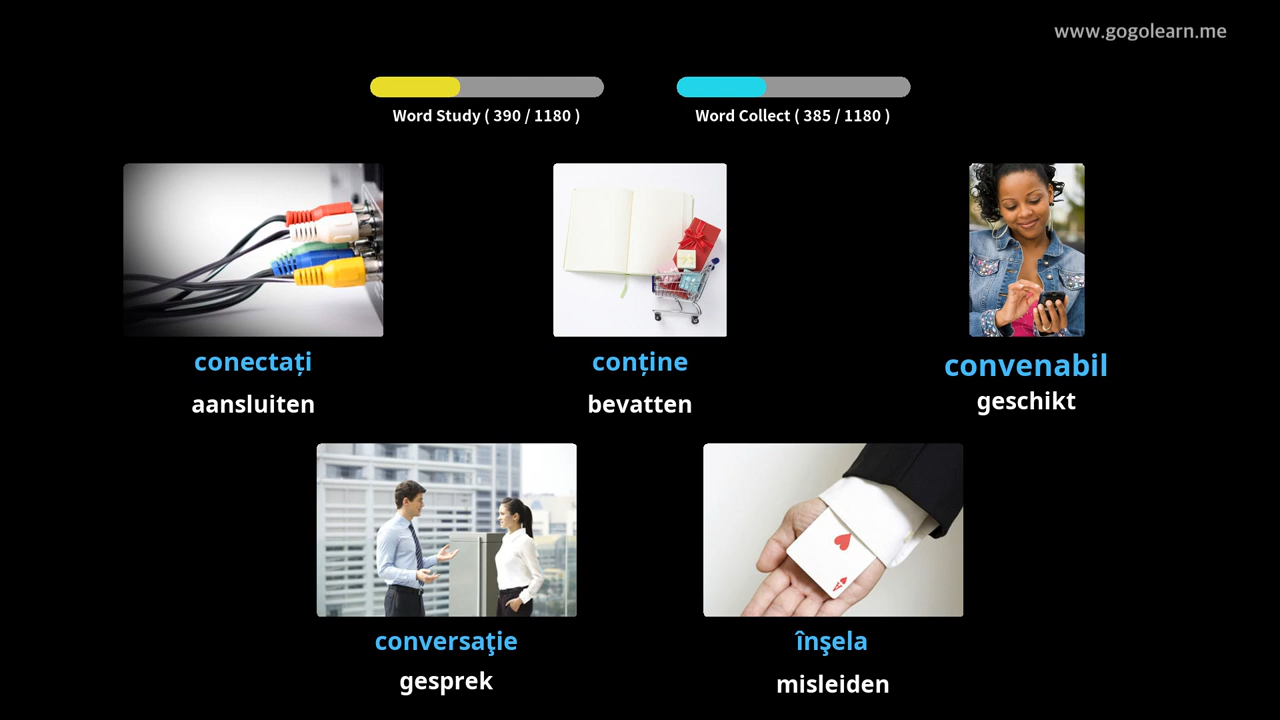 www.gogolearn.me
Word Study ( 390 / 1180 )
Word Collect ( 385 / 1180 )
conectați
aansluiten
conține
bevatten
convenabil
geschikt
conversaţie
gesprek
înşela
misleiden